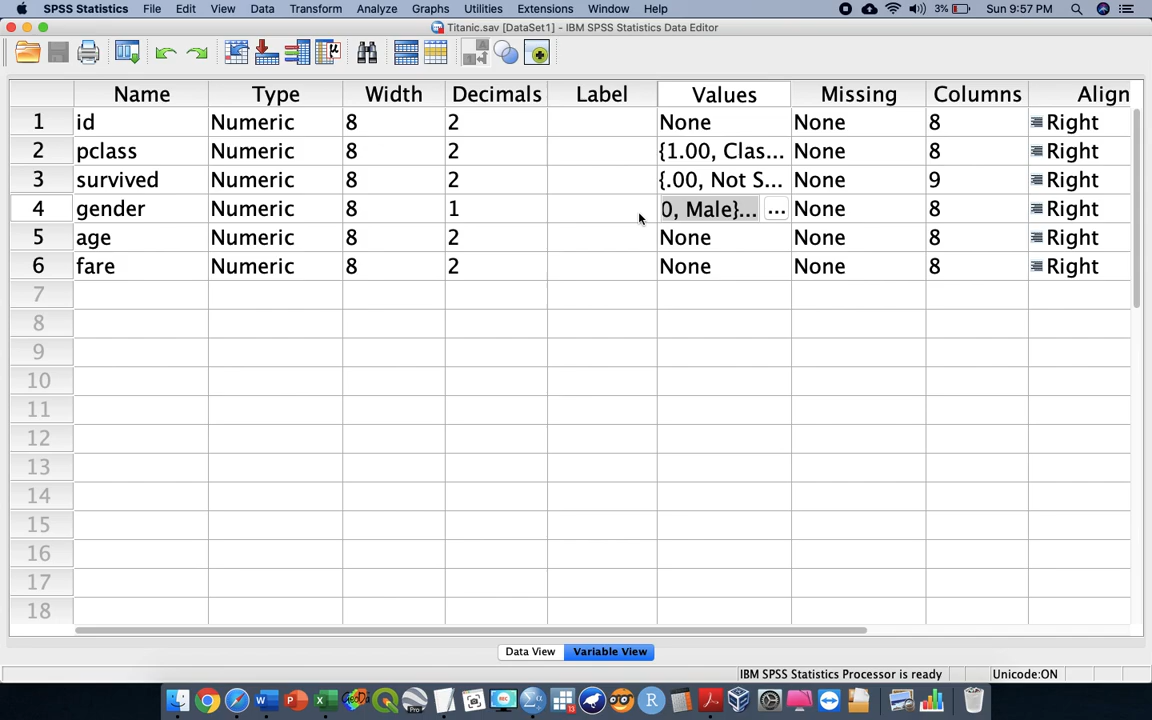 SPSS Statistics File Edit View Data Transform Analyze Graphs Utilities Extensions Window Help 3% Sun 9:57 PM
Titanic.sav [DataSet1] - IBM SPSS Statistics Data Editor
Name Type Width Decimals Label Values Missing Columns Align
1 id Numeric 8 2 None None 8 Right
2 pclass Numeric 8 2 {1.00, Clas... None 8 Right
3 survived Numeric 8 2 {.00, Not S... None 9 Right
4 gender Numeric 8 1 0, Male}... ... None 8 Right
5 age Numeric 8 2 None None 8 Right
6 fare Numeric 8 2 None None 8 Right
7
8
9
10
11
12
13
14
15
16
17
18
Data View Variable View
IBM SPSS Statistics Processor is ready Unicode:ON